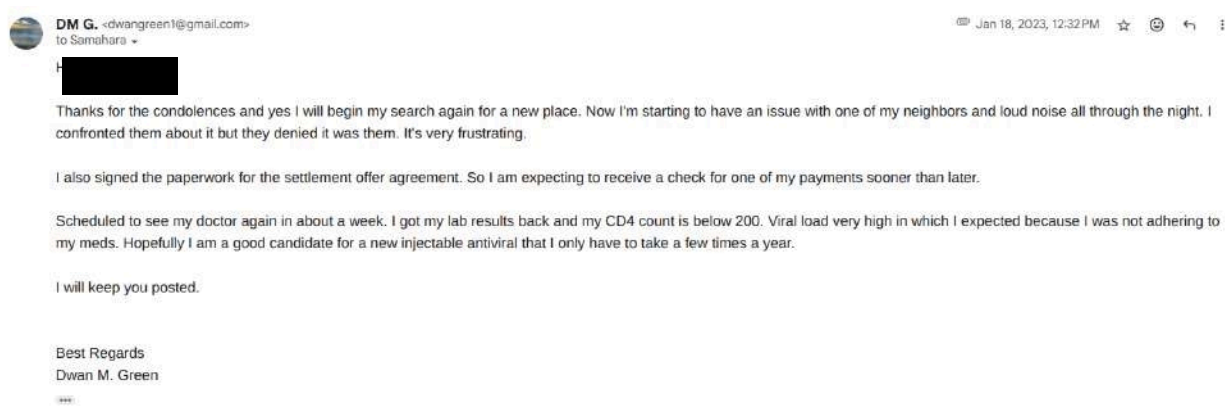 DM G. <dwangreen1@gmail.com> Jan 18, 2023, 12:32 PM
to Samahara
H
Thanks for the condolences and yes I will begin my search again for a new place. Now I'm starting to have an issue with one of my neighbors and loud noise all through the night. I
confronted them about it but they denied it was them. It's very frustrating.
I also signed the paperwork for the settlement offer agreement. So I am expecting to receive a check for one of my payments sooner than later.
Scheduled to see my doctor again in about a week. I got my lab results back and my CD4 count is below 200. Viral load very high in which I expected because I was not adhering to
my meds. Hopefully I am a good candidate for a new injectable antiviral that I only have to take a few times a year.
I will keep you posted.
Best Regards
Dwan M. Green